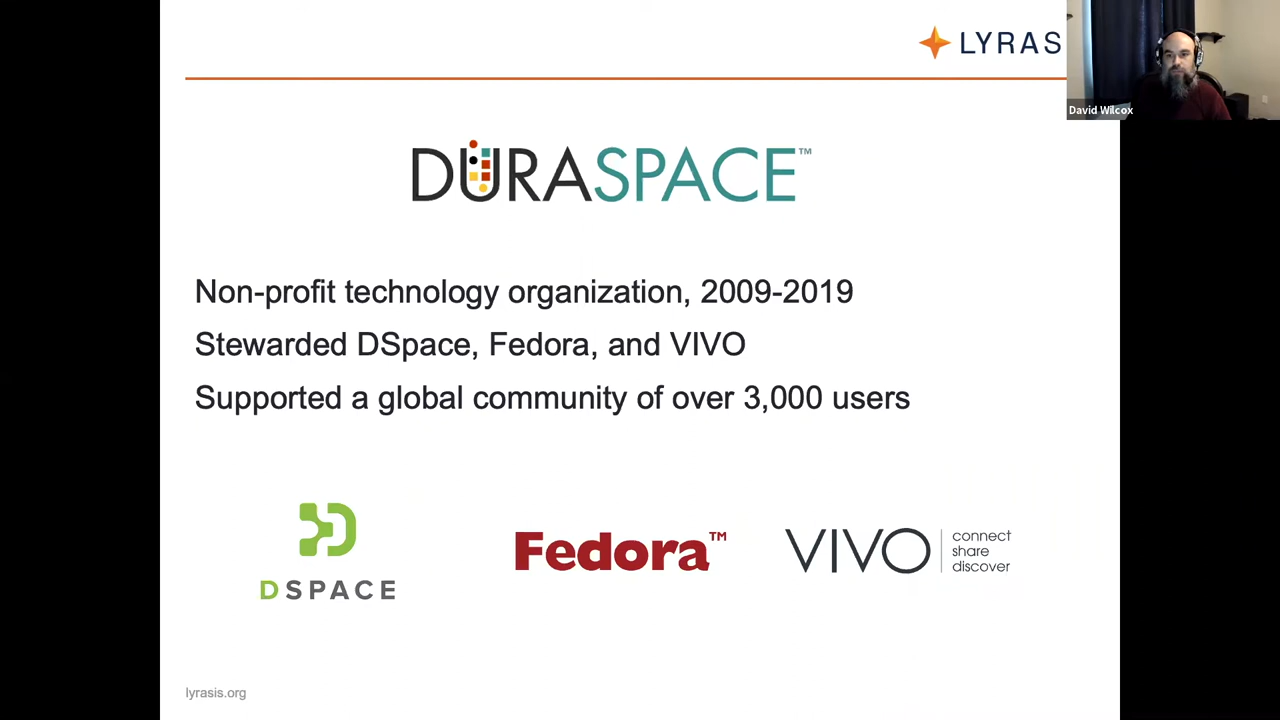 LYRAS
David Wilcox
DURASPACE™
Non-profit technology organization, 2009-2019
Stewarded DSpace, Fedora, and VIVO
Supported a global community of over 3,000 users
DSPACE
Fedora™
VIVO
connect
share
discover
lyrasis.org